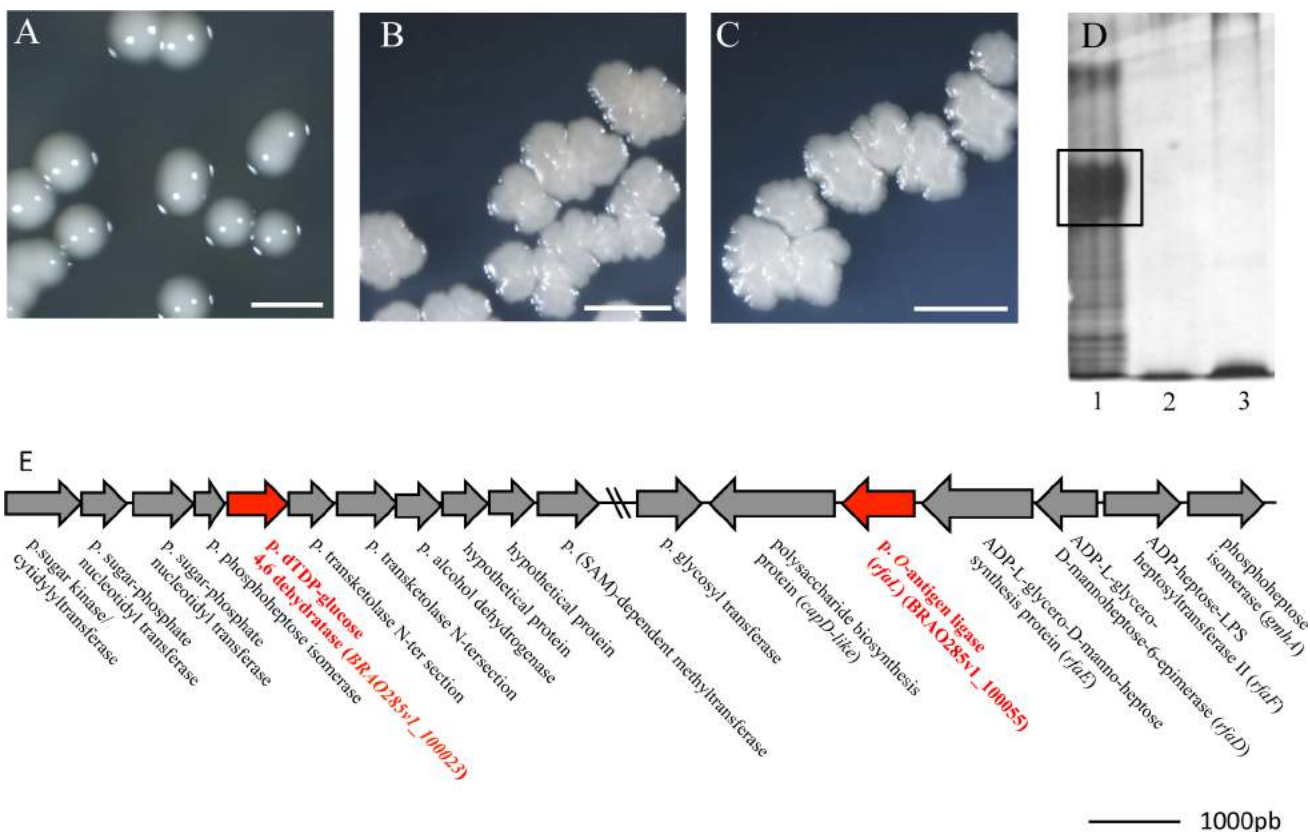 A
B
C
D
1 2 3
E
p.sugar kinase/
cytidylyltransferase
p. sugar-phosphate
nucleotidyl transferase
p. sugar-phosphate
nucleotidyl transferase
p. phosphoheptose isomerase
p. dTDP-glucose
4,6 dehydratase (BRAO285v1_100023)
p. transketolase N-ter section
p. transketolase N-tersection
p. alcohol dehydrogenase
hypothetical protein
hypothetical protein
p. (SAM)-dependent methyltransferase
p. glycosyl transferase
polysaccharide biosynthesis
protein (capD-like)
p. O-antigen ligase
(rfaL) (BRAO285v1_100055)
ADP-L-glycero-D-manno-heptose
synthesis protein (rfaE)
ADP-L-glycero-
D-mannoheptose-6-epimerase (rfaD)
ADP-heptose-LPS
heptosyltransferase II (rfaF)
phosphoheptose
isomerase (gmhA)
1000pb